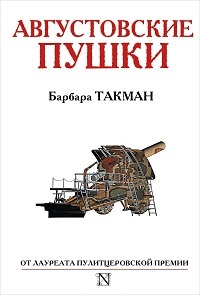 АВГУСТОВСКИЕ
ПУШКИ
Барбара ТАКМАН
ОТ ЛАУРЕАТА ПУЛИТЦЕРОВСКОЙ ПРЕМИИ
N